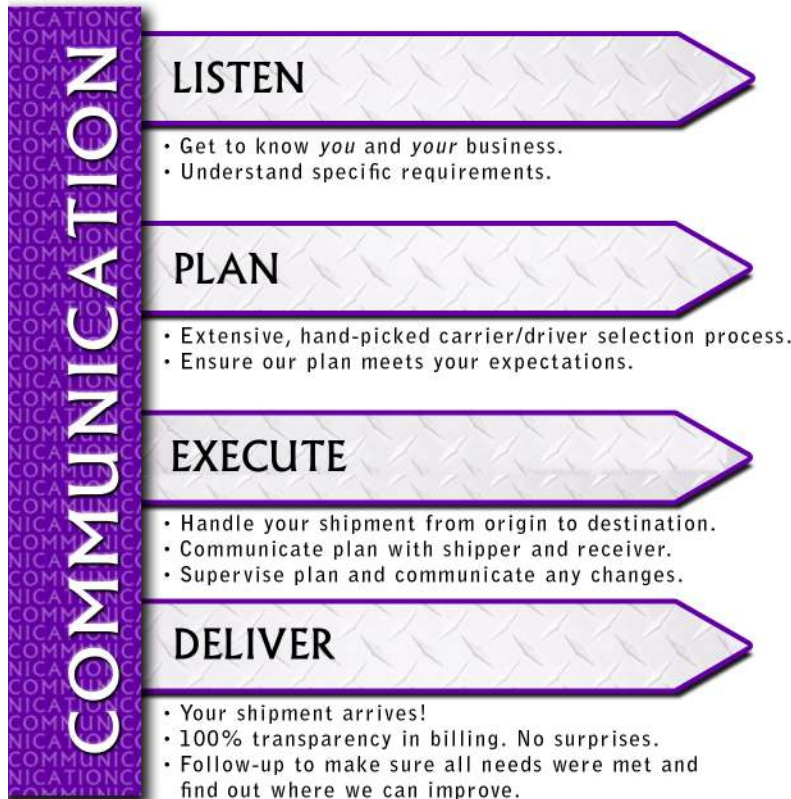 COMMUNICATION
LISTEN
· Get to know you and your business.
· Understand specific requirements.
PLAN
· Extensive, hand-picked carrier/driver selection process.
· Ensure our plan meets your expectations.
EXECUTE
· Handle your shipment from origin to destination.
· Communicate plan with shipper and receiver.
· Supervise plan and communicate any changes.
DELIVER
· Your shipment arrives!
· 100% transparency in billing. No surprises.
· Follow-up to make sure all needs were met and
find out where we can improve.